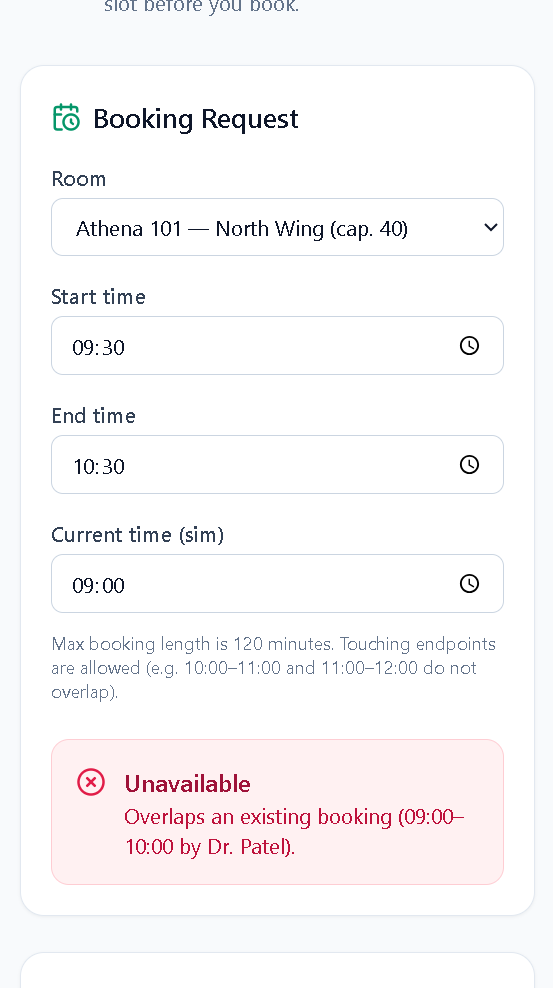 slot before you book.
Booking Request
Room
Athena 101 — North Wing (cap. 40)
Start time
09:30
End time
10:30
Current time (sim)
09:00
Max booking length is 120 minutes. Touching endpoints
are allowed (e.g. 10:00–11:00 and 11:00–12:00 do not
overlap).
Unavailable
Overlaps an existing booking (09:00–
10:00 by Dr. Patel).